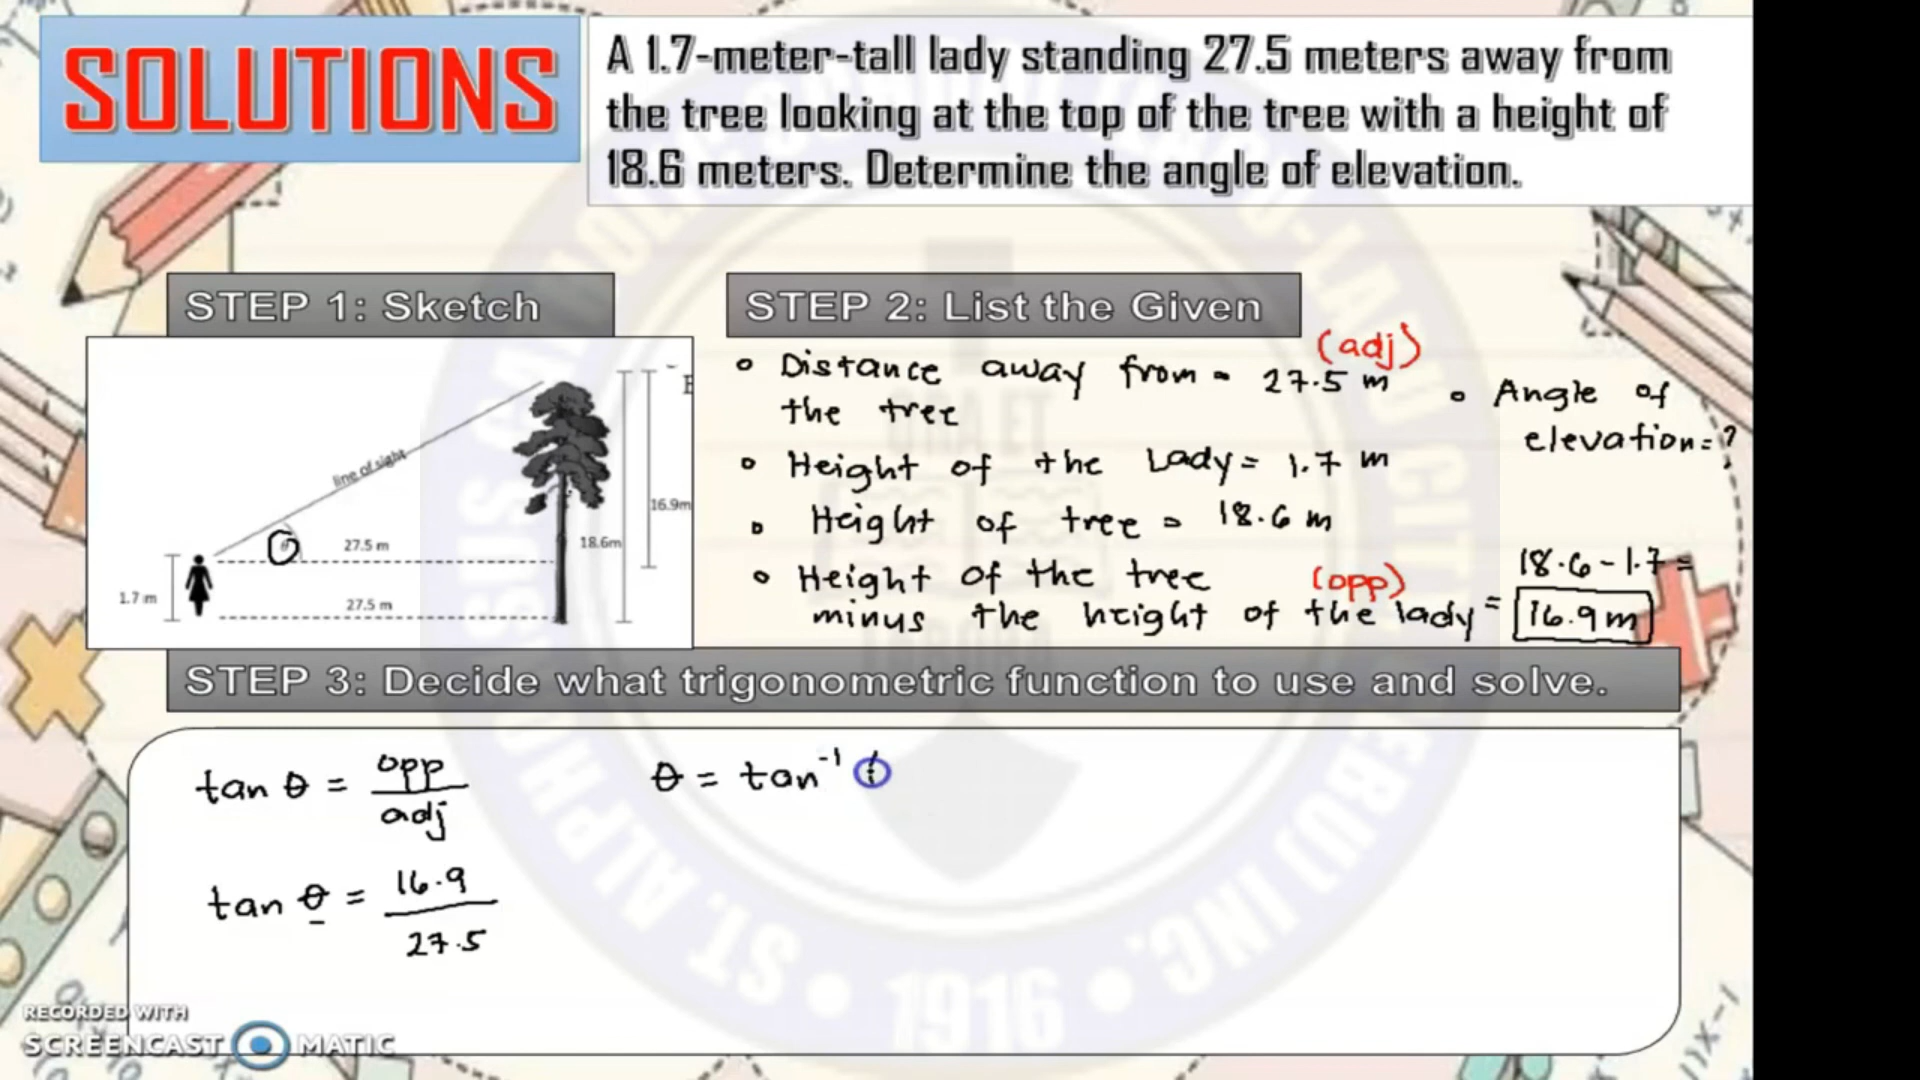 SOLUTIONS
A 1.7-meter-tall lady standing 27.5 meters away from
the tree looking at the top of the tree with a height of
18.6 meters. Determine the angle of elevation.
STEP 1: Sketch
line of sight
27.5 m
27.5 m
1.7 m
18.6m
16.9m
STEP 2: List the Given
(adj)
Distance away from = 27.5 m
the tree
Height of the Lady = 1.7 m
Height of tree = 18.6 m
Height of the tree (opp)
minus the height of the lady =
18.6 - 1.7 =
16.9 m
Angle of
elevation = ?
STEP 3: Decide what trigonometric function to use and solve.
tan θ = opp
adj
tan θ = 16.9
27.5
θ = tan⁻¹ (
RECORDED WITH
SCREENCAST MATIC
1916